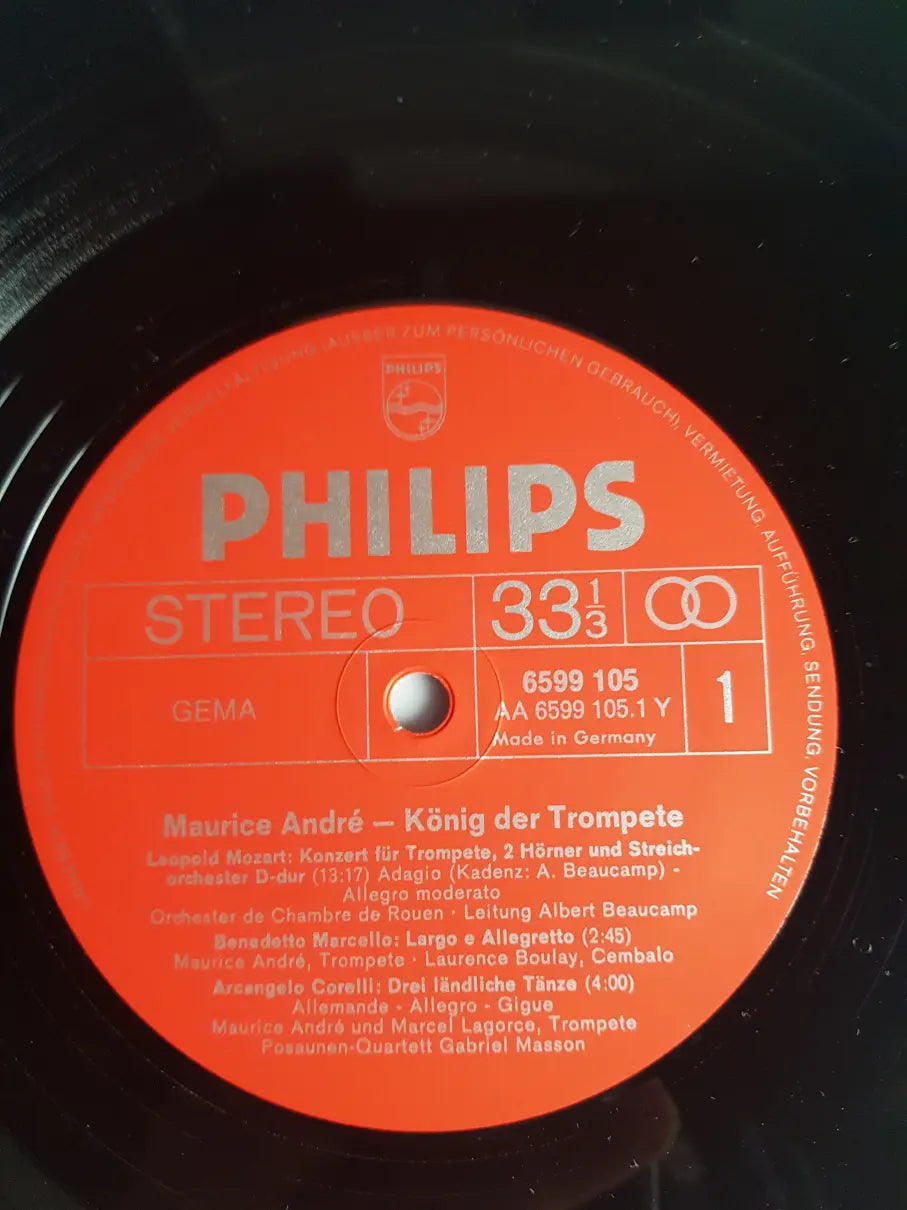 VERVIELFÄLTIGUNG (AUSSER ZUM PERSÖNLICHEN GEBRAUCH), VERMIETUNG, AUFFÜHRUNG, SENDUNG, VORBEHALTEN
PHILIPS
PHILIPS
STEREO
33 1/3
GEMA
6599 105
AA 6599 105.1 Y
Made in Germany
1
Maurice André – König der Trompete
Leopold Mozart: Konzert für Trompete, 2 Hörner und Streich-
orchester D-dur (13:17) Adagio (Kadenz: A. Beaucamp) -
Allegro moderato
Orchester de Chambre de Rouen · Leitung Albert Beaucamp
Benedetto Marcello: Largo e Allegretto (2:45)
Maurice André, Trompete · Laurence Boulay, Cembalo
Arcangelo Corelli: Drei ländliche Tänze (4:00)
Allemande - Allegro - Gigue
Maurice André und Marcel Lagorce, Trompete
Posaunen-Quartett Gabriel Masson